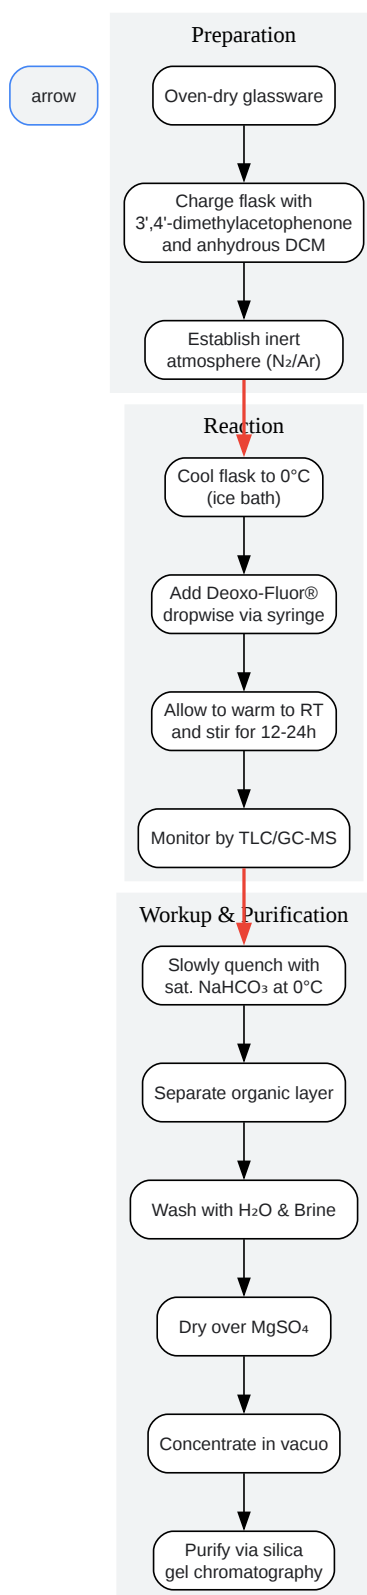 Preparation
arrow
Oven-dry glassware
Charge flask with
3',4'-dimethylacetophenone
and anhydrous DCM
Establish inert
atmosphere (N₂/Ar)
Reaction
Cool flask to 0°C
(ice bath)
Add Deoxo-Fluor®
dropwise via syringe
Allow to warm to RT
and stir for 12-24h
Monitor by TLC/GC-MS
Workup & Purification
Slowly quench with
sat. NaHCO₃ at 0°C
Separate organic layer
Wash with H₂O & Brine
Dry over MgSO₄
Concentrate in vacuo
Purify via silica
gel chromatography